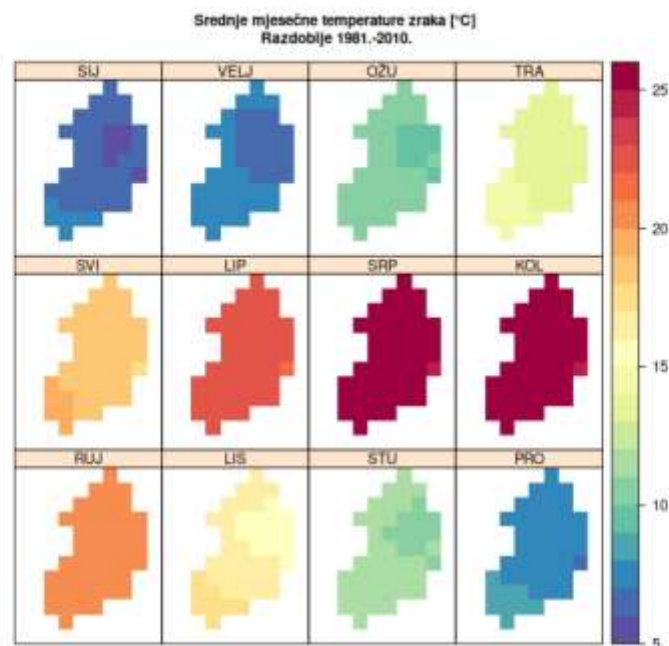 Srednje mjesečne temperature zraka [°C]
Razdoblje 1981.-2010.
SIJ VELJ OŽU TRA
SVI LIP SRP KOL
RUJ LIS STU PRO
25
20
15
10
5